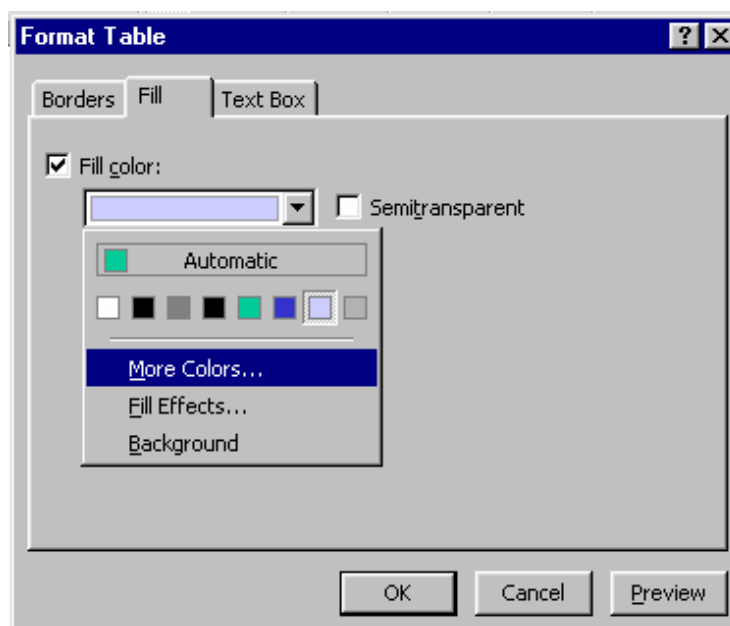 Format Table
Borders Fill Text Box
Fill color:
Semitransparent
Automatic
More Colors...
Fill Effects...
Background
OK Cancel Preview